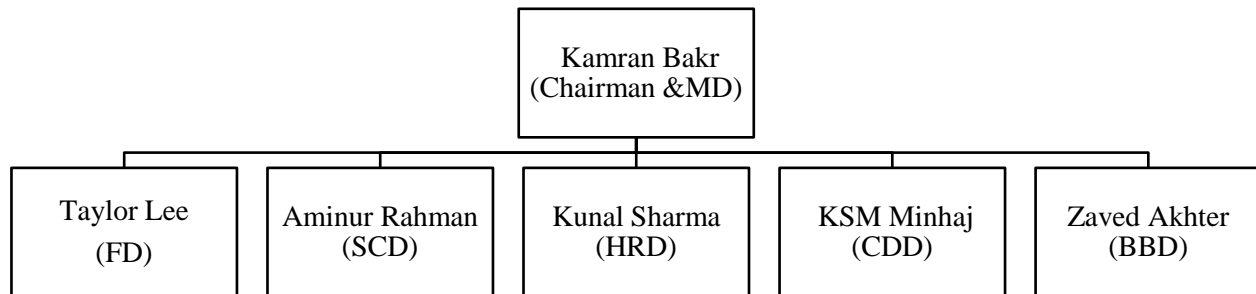 Kamran Bakr
(Chairman &MD)
Taylor Lee
(FD)
Aminur Rahman
(SCD)
Kunal Sharma
(HRD)
KSM Minhaj
(CDD)
Zaved Akhter
(BBD)